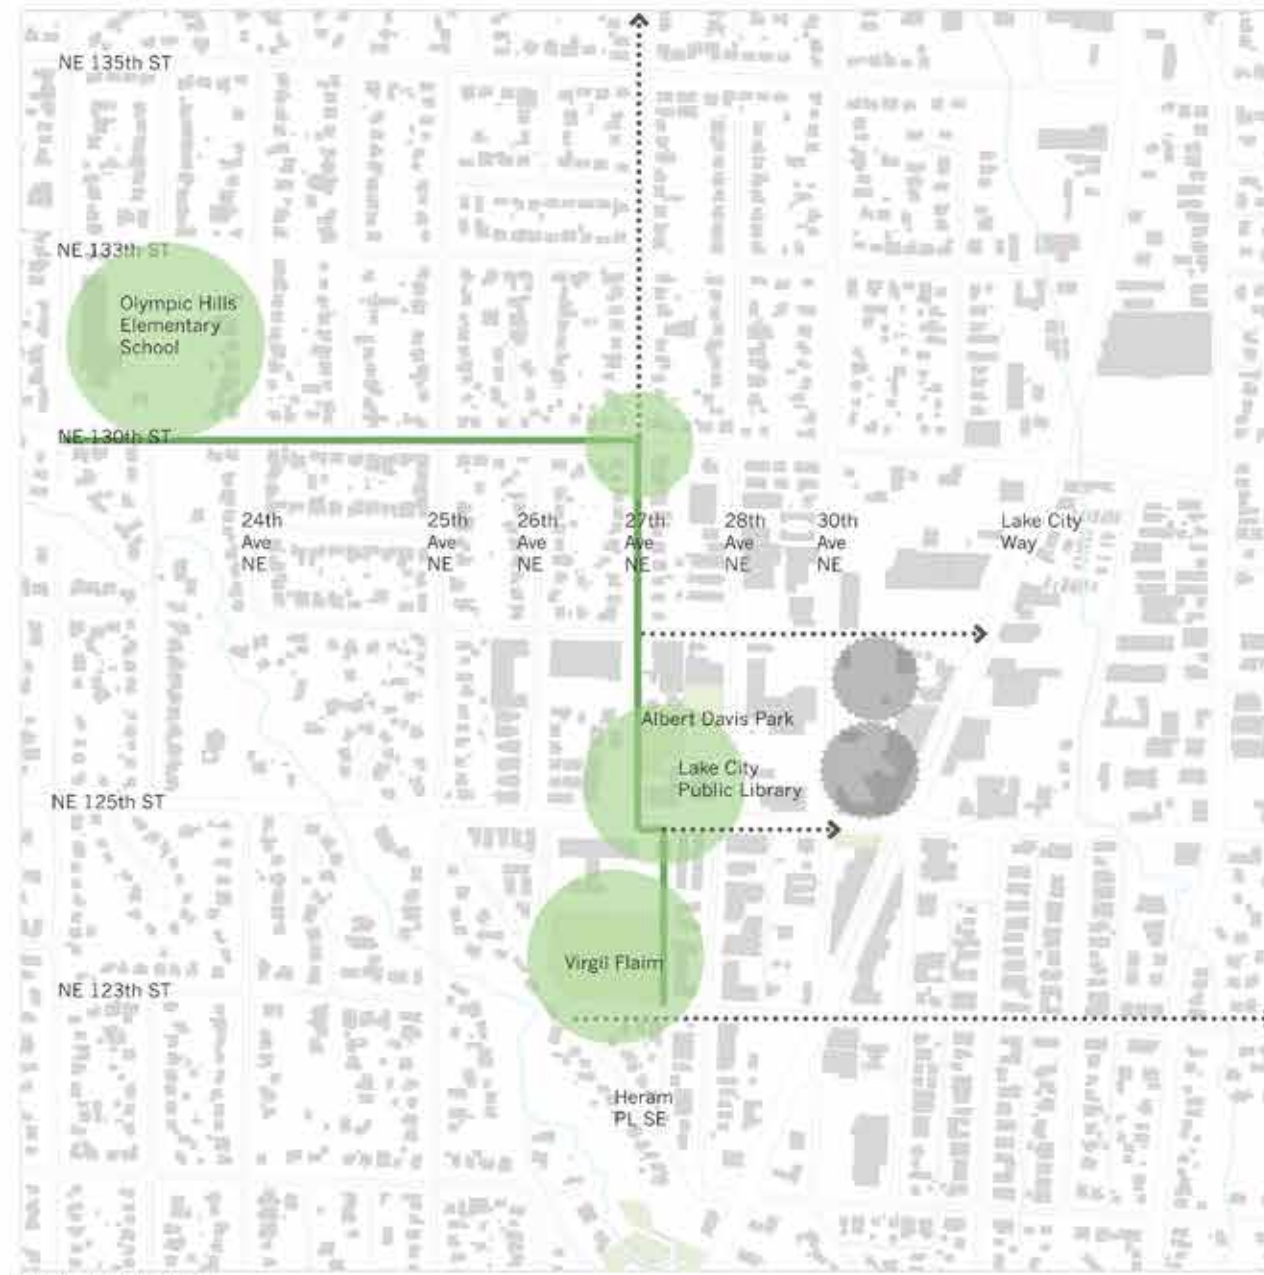 NE 135th ST
NE 133th ST
Olympic Hills
Elementary
School
NE 130th ST
24th
Ave
NE
25th
Ave
NE
26th
Ave
NE
27th
Ave
NE
28th
Ave
NE
30th
Ave
NE
Lake City
Way
Albert Davis Park
Lake City
Public Library
NE 125th ST
Virgil Flaim
NE 123th ST
Heram
PL SE